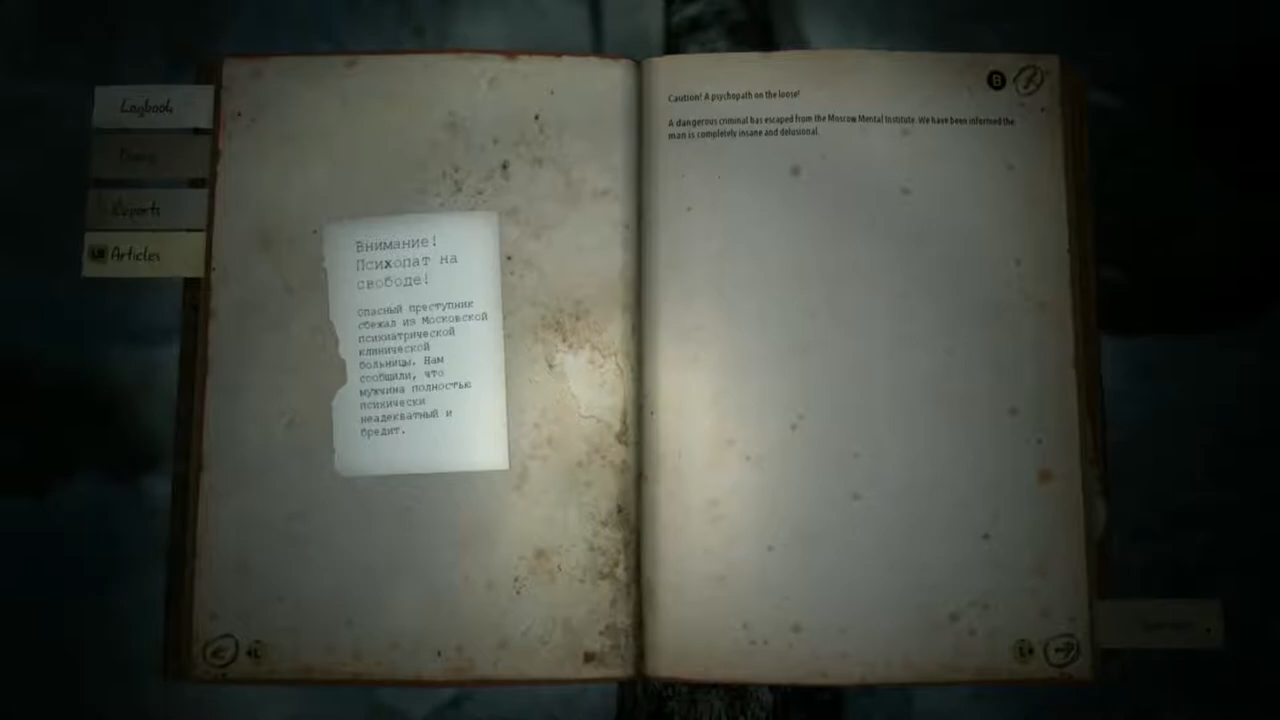 Logbook
Reports
LB Articles
Внимание!
Психопат на
свободе!
Опасный преступник
сбежал из Московской
психиатрической
клинической
больницы. Нам
сообщили, что
мужчина полностью
психически
неадекватный и
бредит.
B
Caution! A psychopath on the loose!
A dangerous criminal has escaped from the Moscow Mental Institute. We have been informed the
man is completely insane and delusional.
L
L